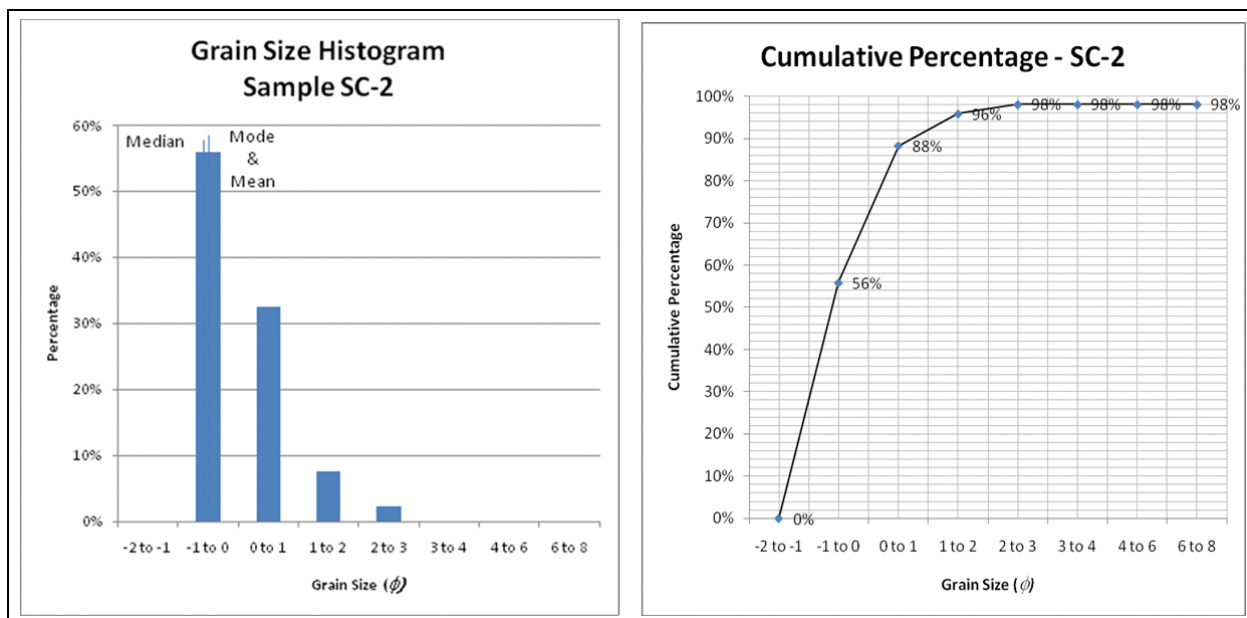 Grain Size Histogram
Sample SC-2
60%
50%
40%
30%
20%
10%
0%
Median
Mode
&
Mean
Percentage
-2 to -1 -1 to 0 0 to 1 1 to 2 2 to 3 3 to 4 4 to 6 6 to 8
Grain Size (ϕ)
Cumulative Percentage - SC-2
100%
90%
80%
70%
60%
50%
40%
30%
20%
10%
0%
Cumulative Percentage
0%
56%
88%
96%
98%
98%
98%
98%
-2 to -1 -1 to 0 0 to 1 1 to 2 2 to 3 3 to 4 4 to 6 6 to 8
Grain Size (ϕ)